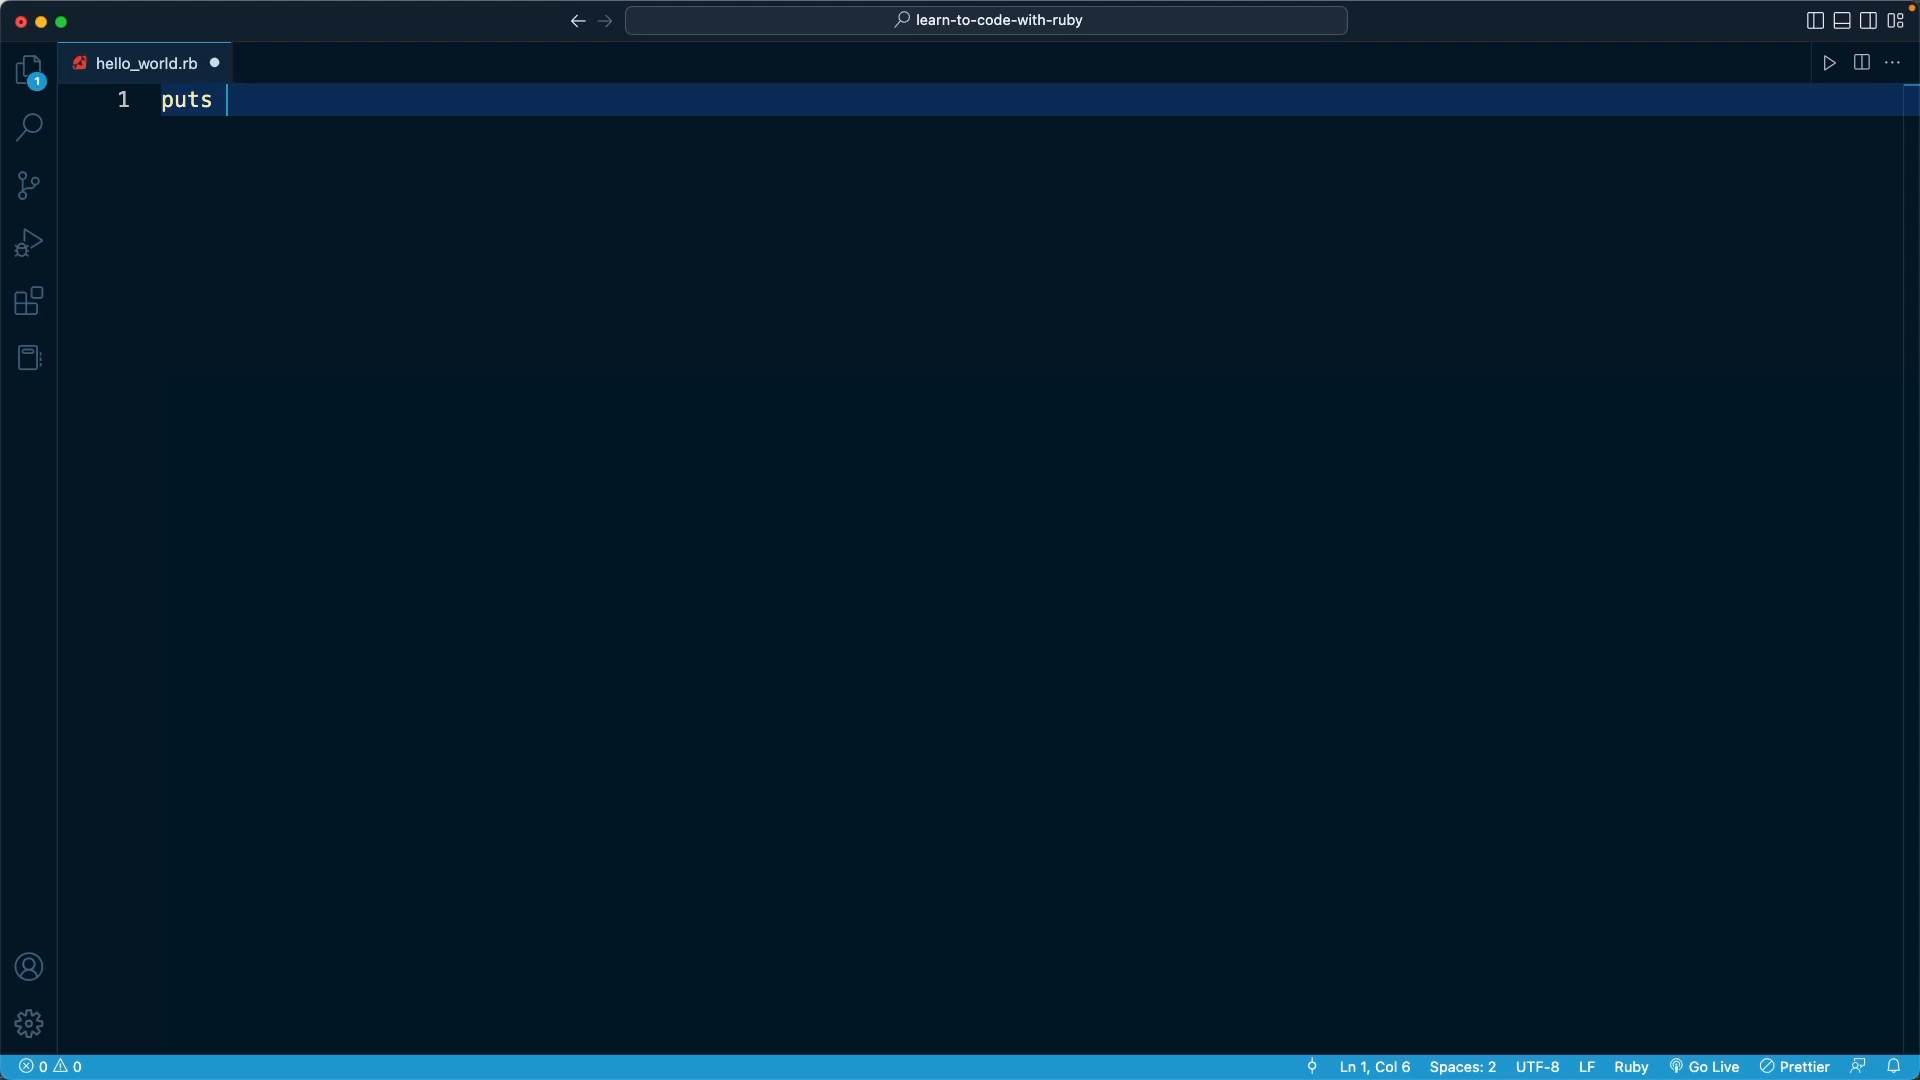 learn-to-code-with-ruby
hello_world.rb
1
1 puts
0 0
Ln 1, Col 6 Spaces: 2 UTF-8 LF Ruby Go Live Prettier